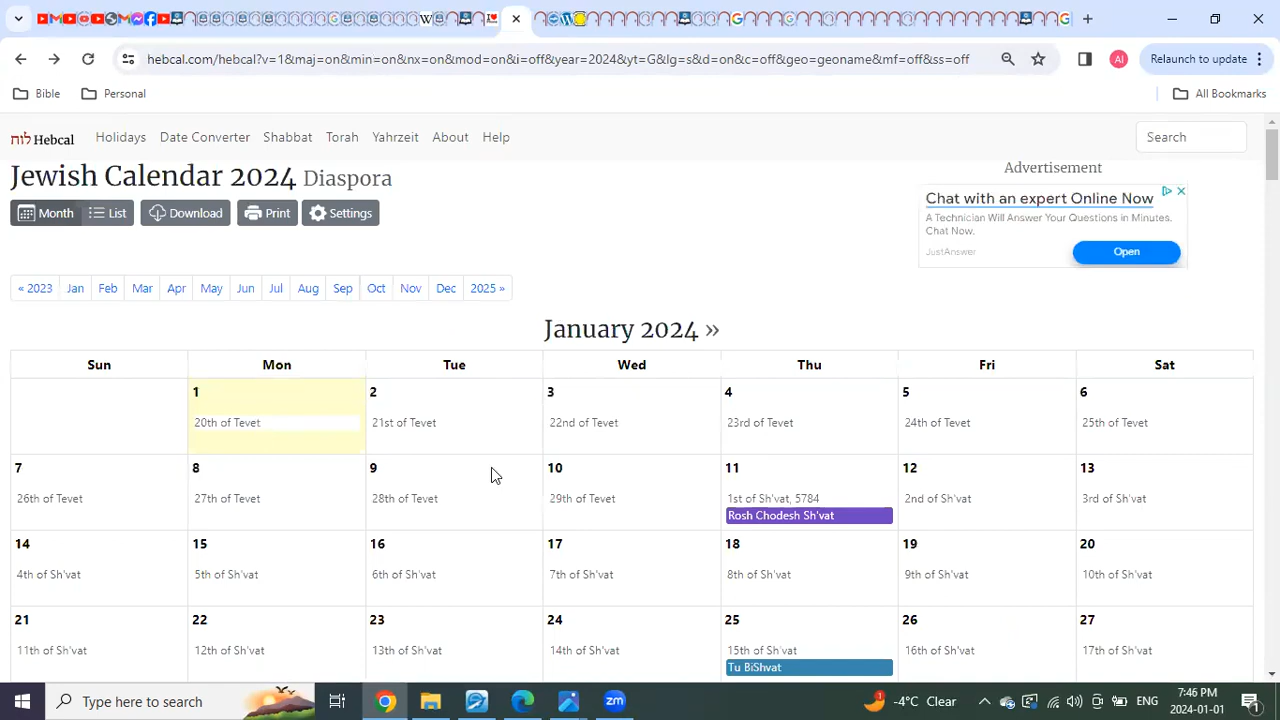 hebcal.com/hebcal?v=1&maj=on&min=on&nx=on&mod=on&i=off&year=2024&yt=G&lg=s&d=on&c=off&geo=geoname&mf=off&ss=off
Relaunch to update
Bible
Personal
All Bookmarks
לוח Hebcal
Holidays
Date Converter
Shabbat
Torah
Yahrzeit
About
Help
Search
Jewish Calendar 2024 Diaspora
Advertisement
Month
List
Download
Print
Settings
Chat with an expert Online Now
A Technician Will Answer Your Questions in Minutes.
Chat Now.
JustAnswer
Open
« 2023 Jan Feb Mar Apr May Jun Jul Aug Sep Oct Nov Dec 2025 »
January 2024 »
Sun Mon Tue Wed Thu Fri Sat
1 2 3 4 5 6
20th of Tevet 21st of Tevet 22nd of Tevet 23rd of Tevet 24th of Tevet 25th of Tevet
7 8 9 10 11 12 13
26th of Tevet 27th of Tevet 28th of Tevet 29th of Tevet 1st of Sh'vat, 5784 2nd of Sh'vat 3rd of Sh'vat
Rosh Chodesh Sh'vat
14 15 16 17 18 19 20
4th of Sh'vat 5th of Sh'vat 6th of Sh'vat 7th of Sh'vat 8th of Sh'vat 9th of Sh'vat 10th of Sh'vat
21 22 23 24 25 26 27
11th of Sh'vat 12th of Sh'vat 13th of Sh'vat 14th of Sh'vat 15th of Sh'vat 16th of Sh'vat 17th of Sh'vat
Tu BiShvat
Type here to search
-4°C Clear
ENG
7:46 PM
2024-01-01